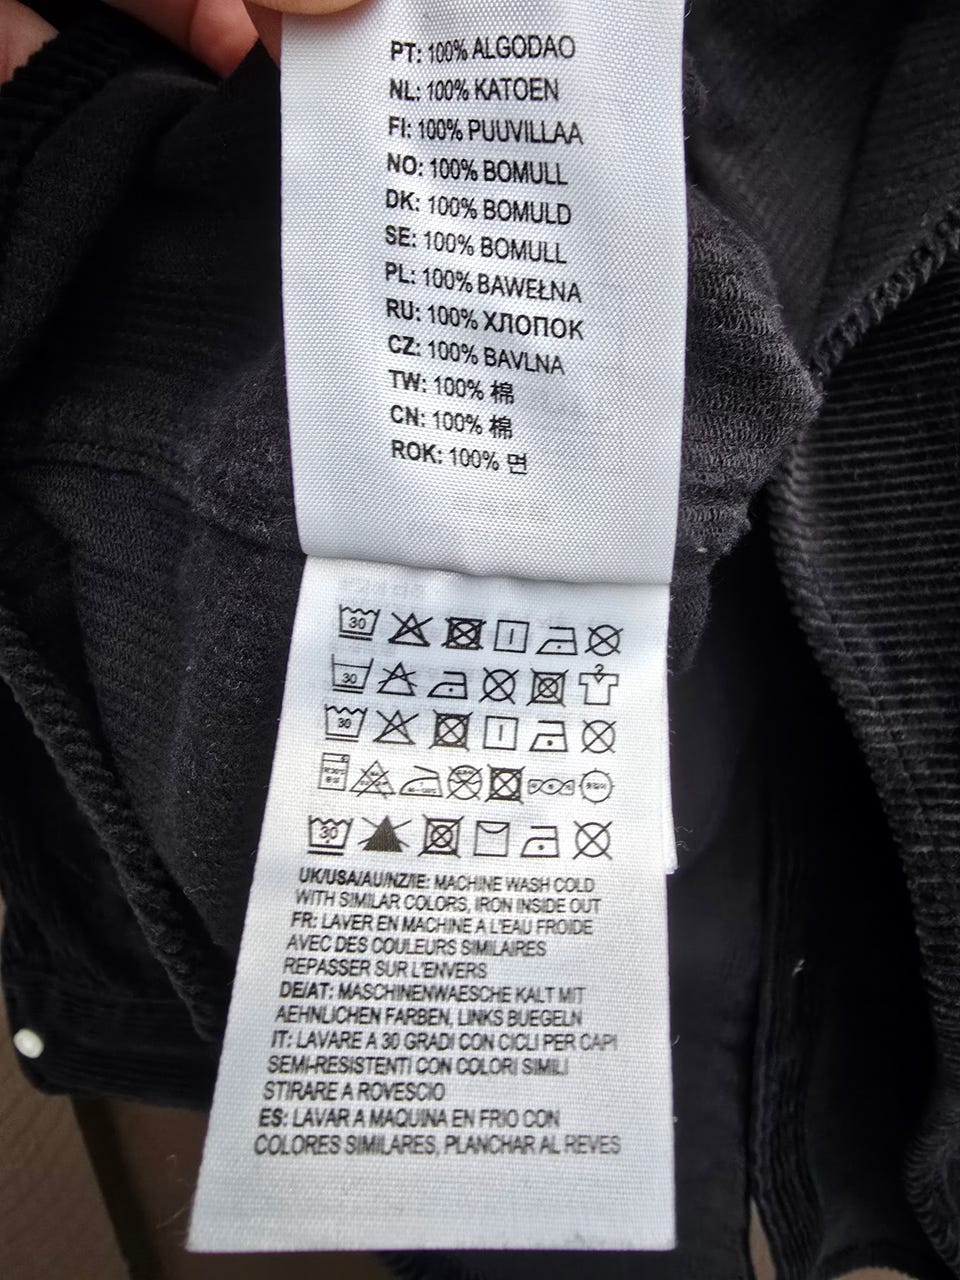 PT: 100% ALGODAO
NL: 100% KATOEN
FI: 100% PUUVILLAA
NO: 100% BOMULL
DK: 100% BOMULD
SE: 100% BOMULL
PL: 100% BAWEŁNA
RU: 100% ХЛОПОК
CZ: 100% BAVLNA
TW: 100% 棉
CN: 100% 棉
ROK: 100% 면
30
30
30
30
UK/USA/AU/NZ/IE: MACHINE WASH COLD
WITH SIMILAR COLORS, IRON INSIDE OUT
FR: LAVER EN MACHINE A L'EAU FROIDE
AVEC DES COULEURS SIMILAIRES
REPASSER SUR L'ENVERS
DE/AT: MASCHINENWAESCHE KALT MIT
AEHNLICHEN FARBEN, LINKS BUEGELN
IT: LAVARE A 30 GRADI CON CICLI PER CAPI
SEMI-RESISTENTI CON COLORI SIMILI
STIRARE A ROVESCIO
ES: LAVAR A MAQUINA EN FRIO CON
COLORES SIMILARES, PLANCHAR AL REVES